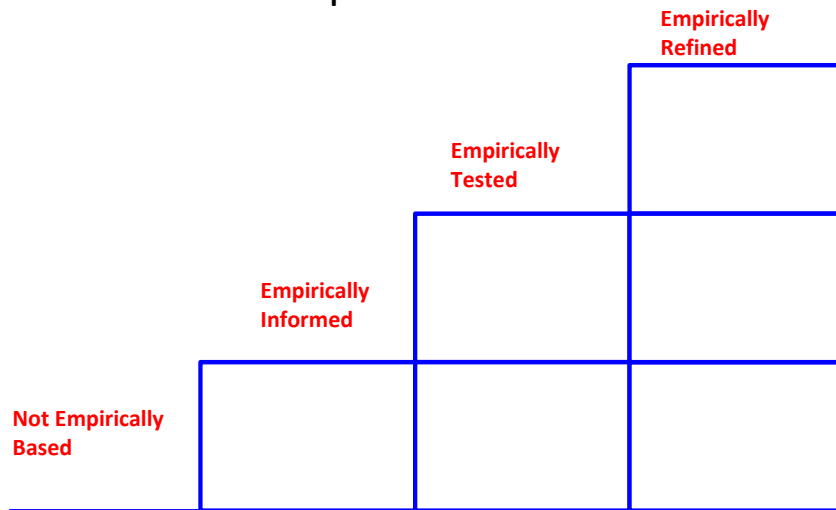 Empirically
Refined
Empirically
Tested
Empirically
Informed
Not Empirically
Based